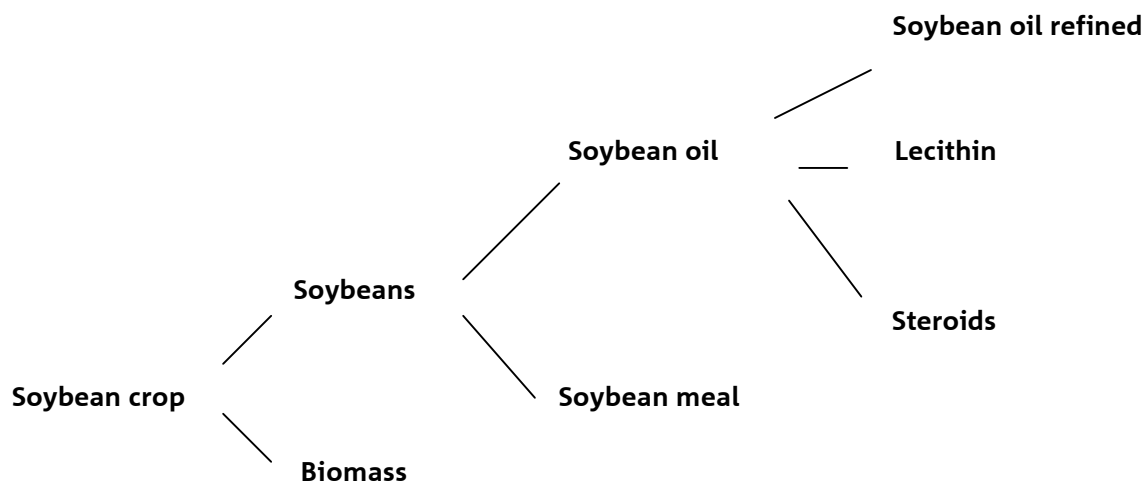 Soybean oil refined
Soybean oil
Lecithin
Soybeans
Steroids
Soybean crop
Soybean meal
Biomass